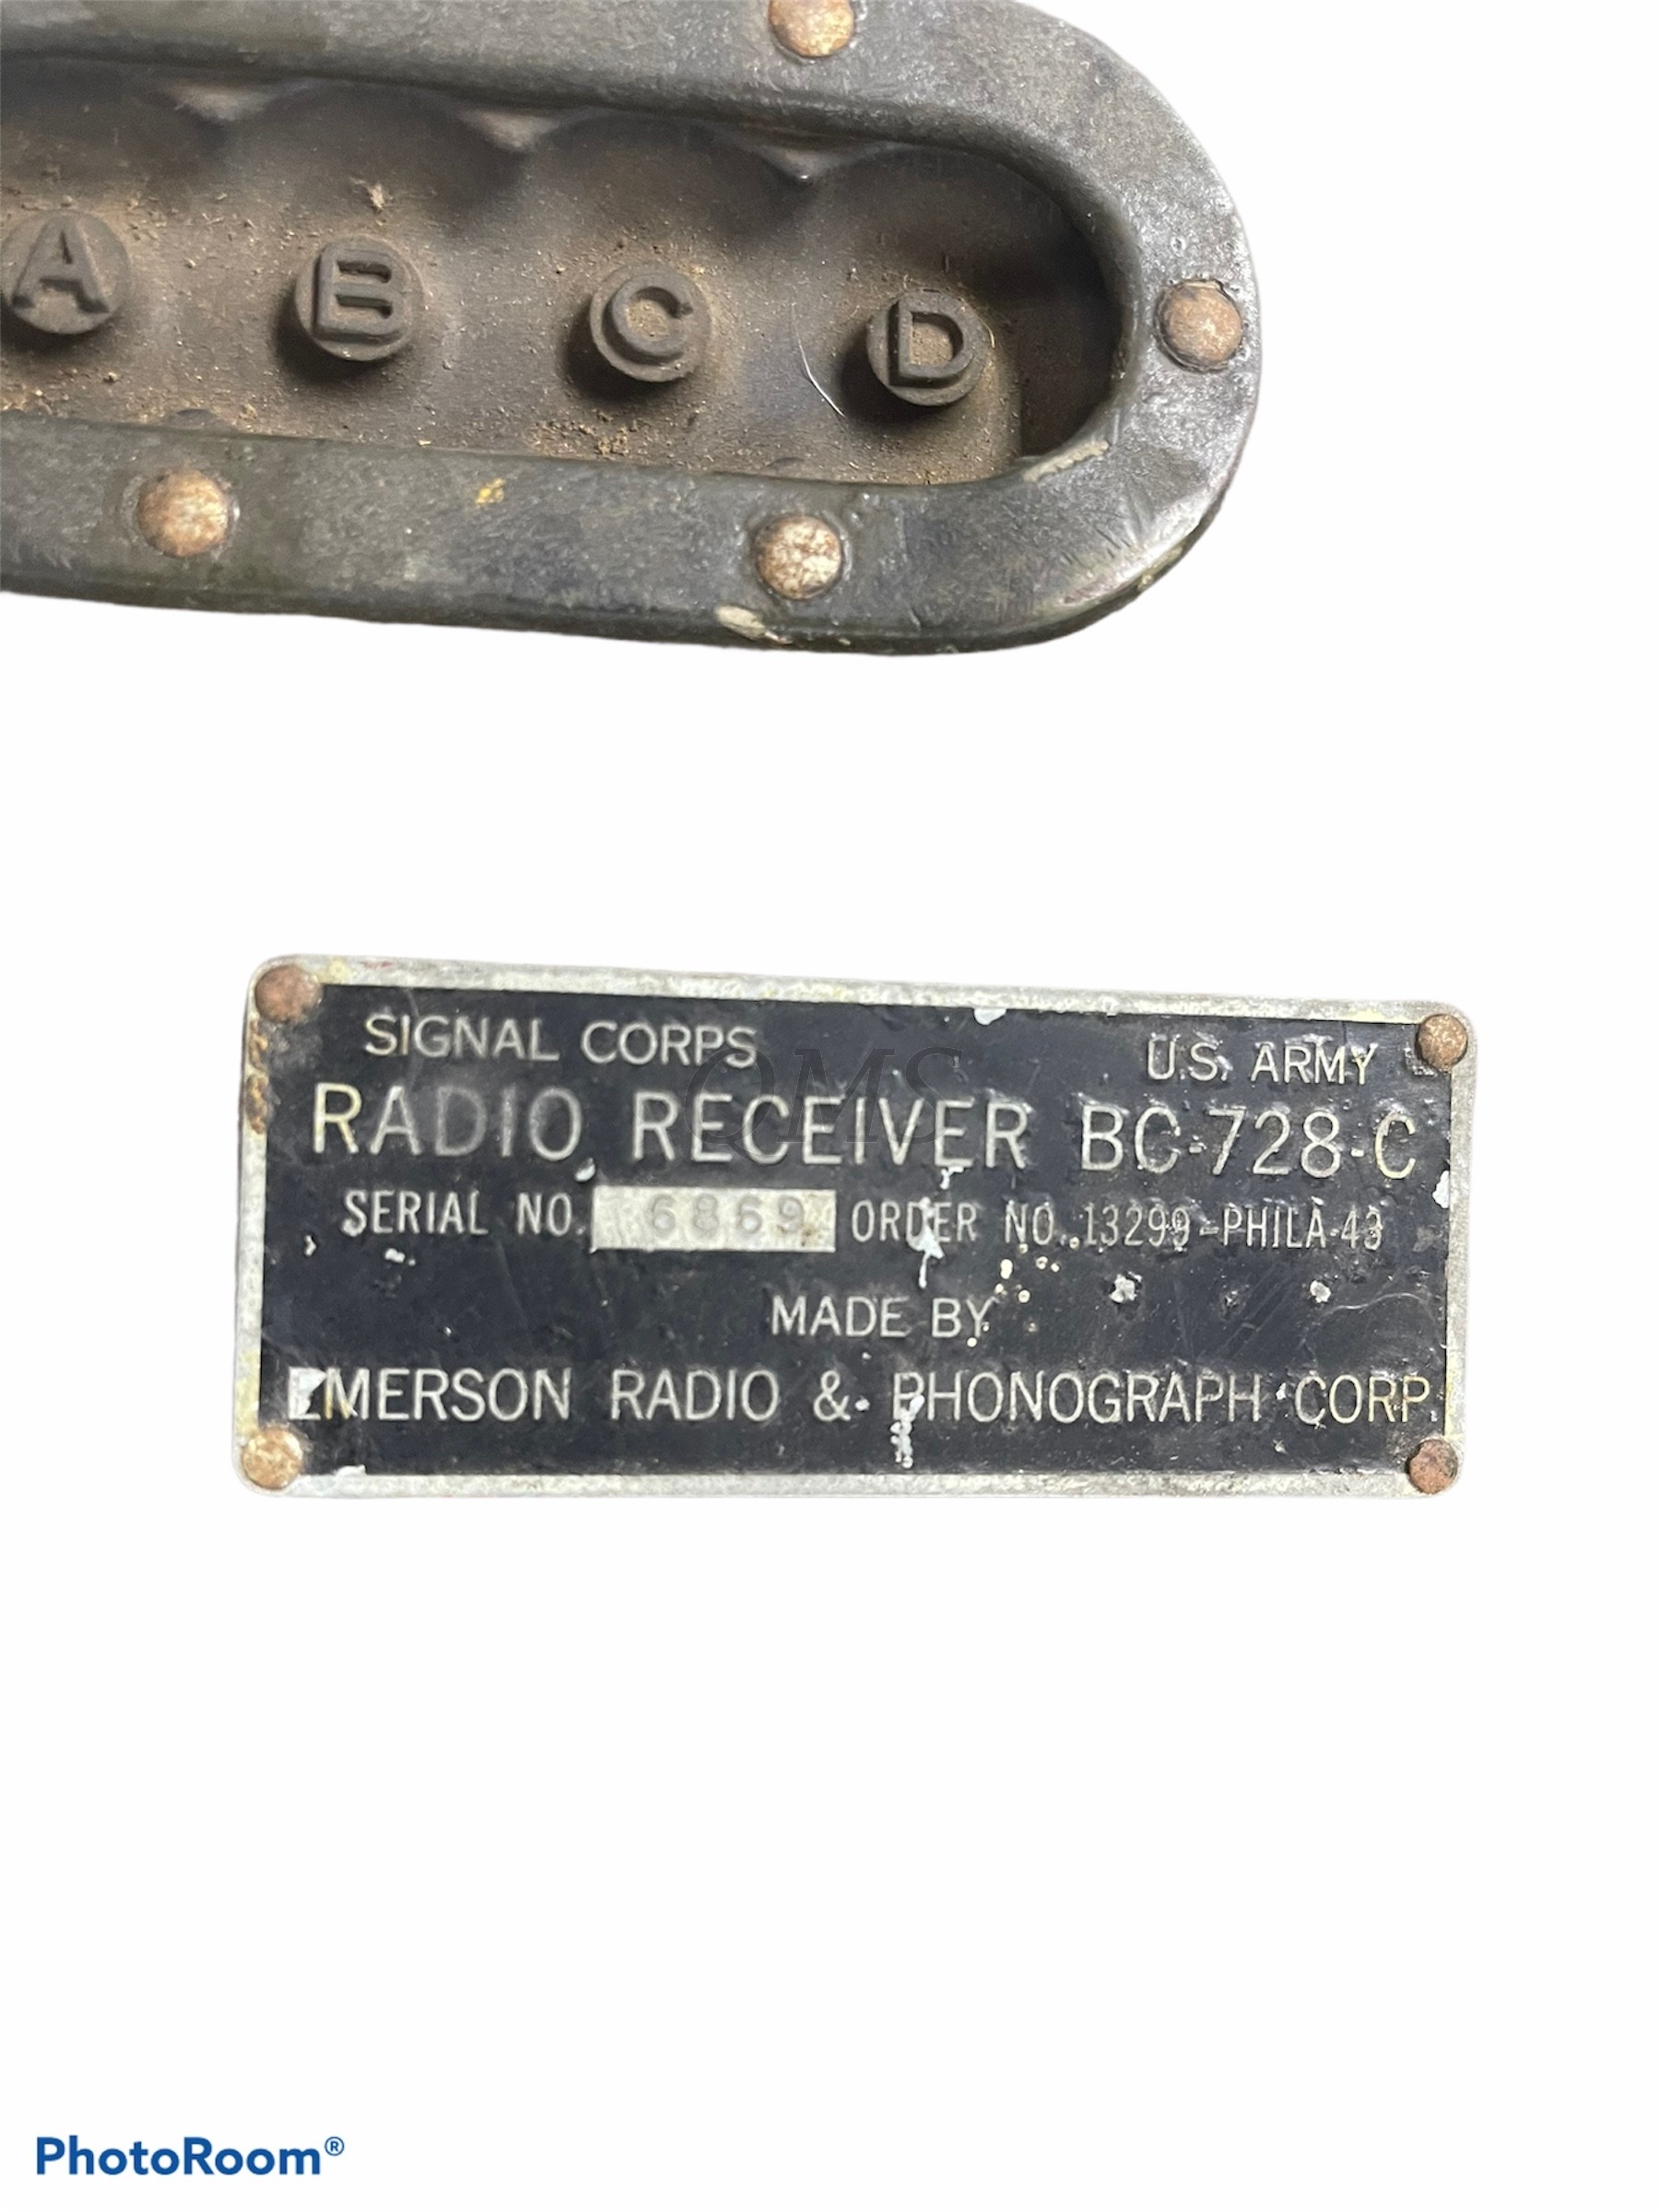 A B C D
SIGNAL CORPS U.S. ARMY
RADIO RECEIVER BC-728-C
SERIAL NO. 6869 ORDER NO. 13299-PHILA-43
MADE BY
EMERSON RADIO & PHONOGRAPH CORP.
QMS
PhotoRoom®